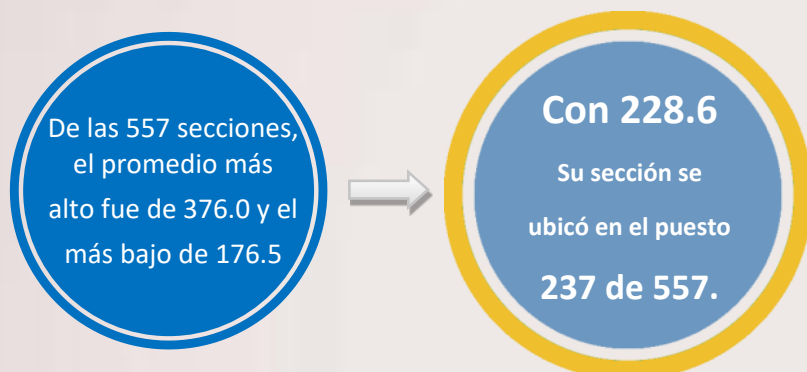 De las 557 secciones,
el promedio más
alto fue de 376.0 y el
más bajo de 176.5
Con 228.6
Su sección se
ubicó en el puesto
237 de 557.